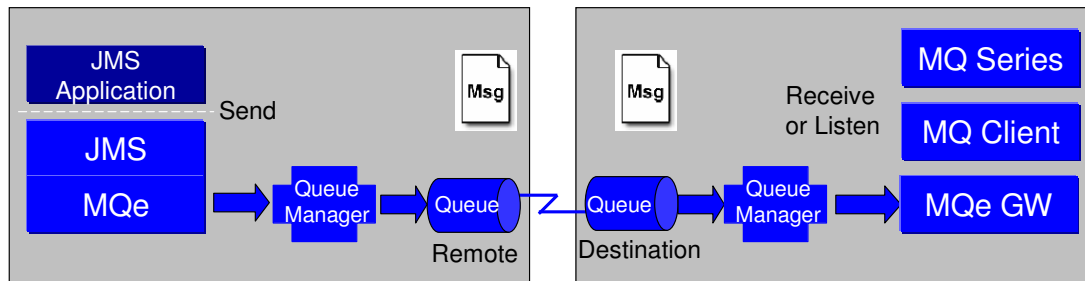 JMS
Application
Send
JMS
MQe
Queue
Manager
Msg
Queue
Remote
Msg
Queue
Destination
Receive
or Listen
Queue
Manager
MQ Series
MQ Client
MQe GW